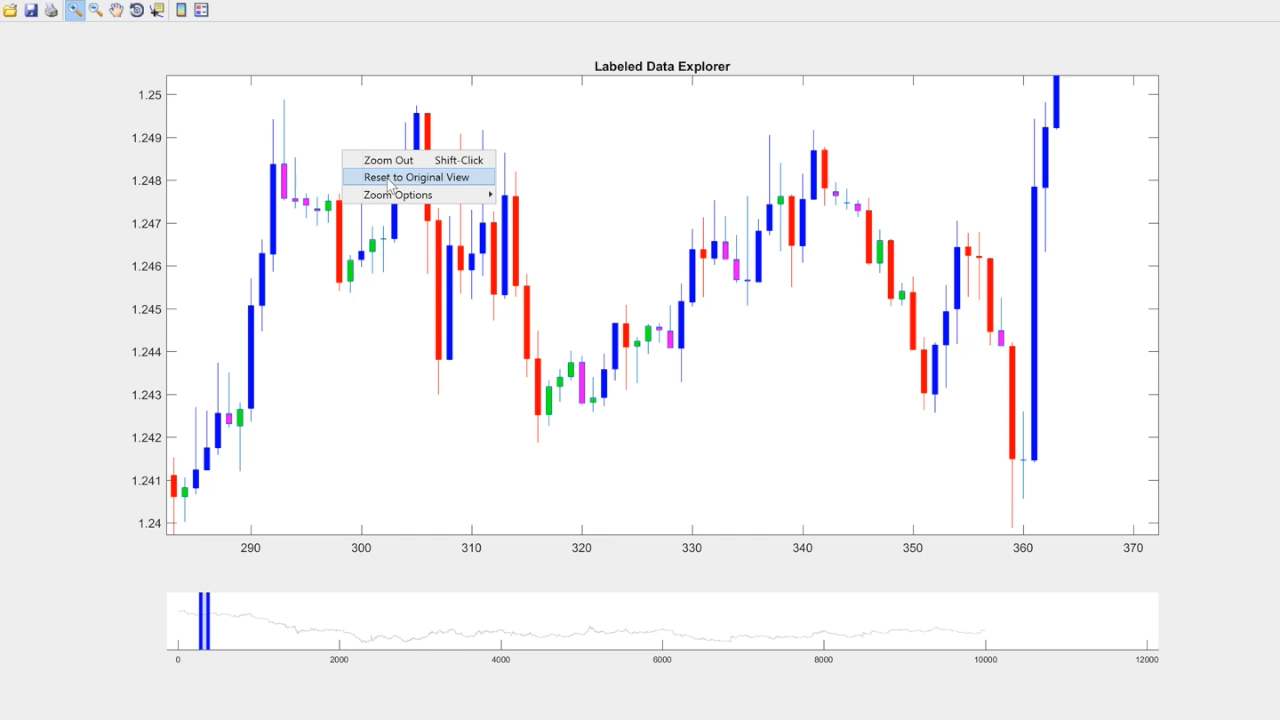 Labeled Data Explorer
1.25
1.249
1.248
1.247
1.246
1.245
1.244
1.243
1.242
1.241
1.24
Zoom Out Shift-Click
Reset to Original View
Zoom Options
290 300 310 320 330 340 350 360 370
0 2000 4000 6000 8000 10000 12000